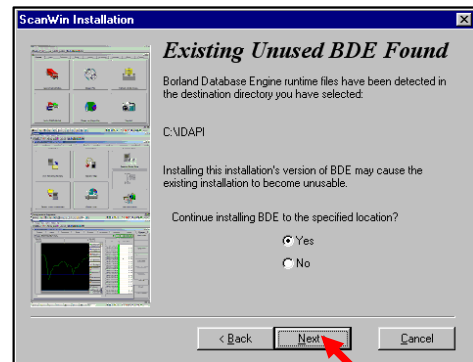 ScanWin Installation
Existing Unused BDE Found
Borland Database Engine runtime files have been detected in
the destination directory you have selected:
C:\IDAPI
Installing this installation's version of BDE may cause the
existing installation to become unusable.
Continue installing BDE to the specified location?
Yes
No
< Back
Next
Cancel